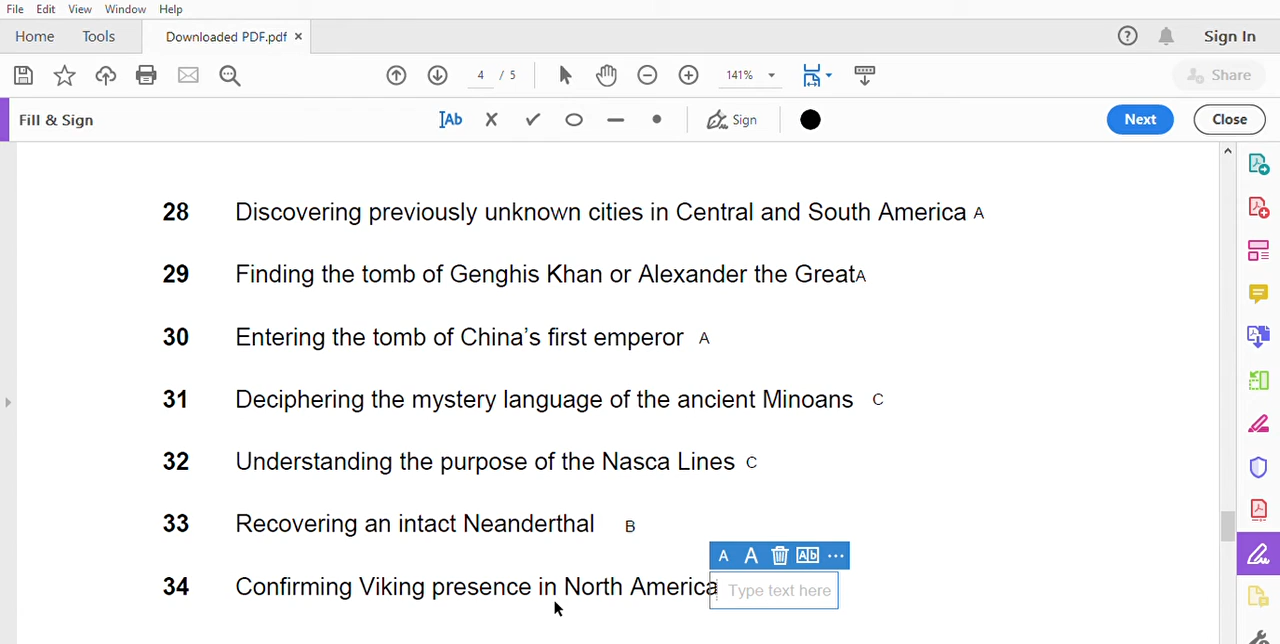 File Edit View Window Help
Home Tools Downloaded PDF.pdf × Sign In
4 / 5 141% Share
Fill & Sign Ab Sign Next Close
28 Discovering previously unknown cities in Central and South America A
29 Finding the tomb of Genghis Khan or Alexander the Great A
30 Entering the tomb of China's first emperor A
31 Deciphering the mystery language of the ancient Minoans C
32 Understanding the purpose of the Nasca Lines C
33 Recovering an intact Neanderthal B
A A Ab ...
34 Confirming Viking presence in North America Type text here